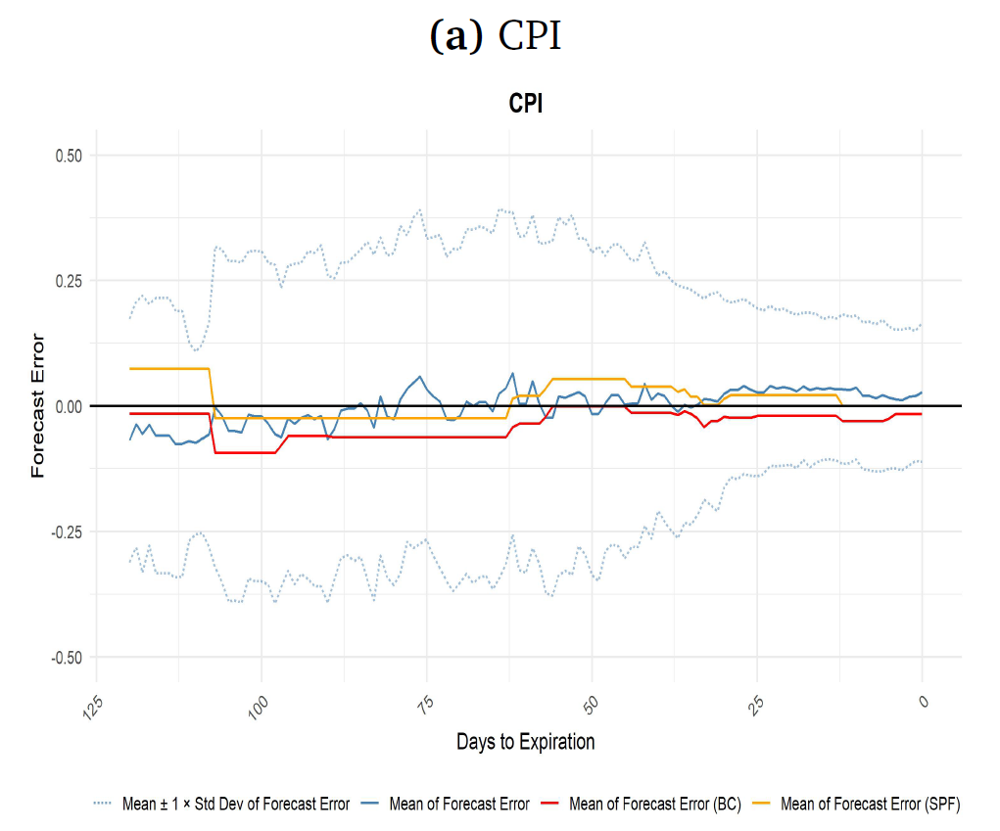 (a) CPI
CPI
0.50
0.25
0.00
-0.25
-0.50
Forecast Error
125 100 75 50 25 0
Days to Expiration
Mean ± 1 × Std Dev of Forecast Error Mean of Forecast Error Mean of Forecast Error (BC) Mean of Forecast Error (SPF)